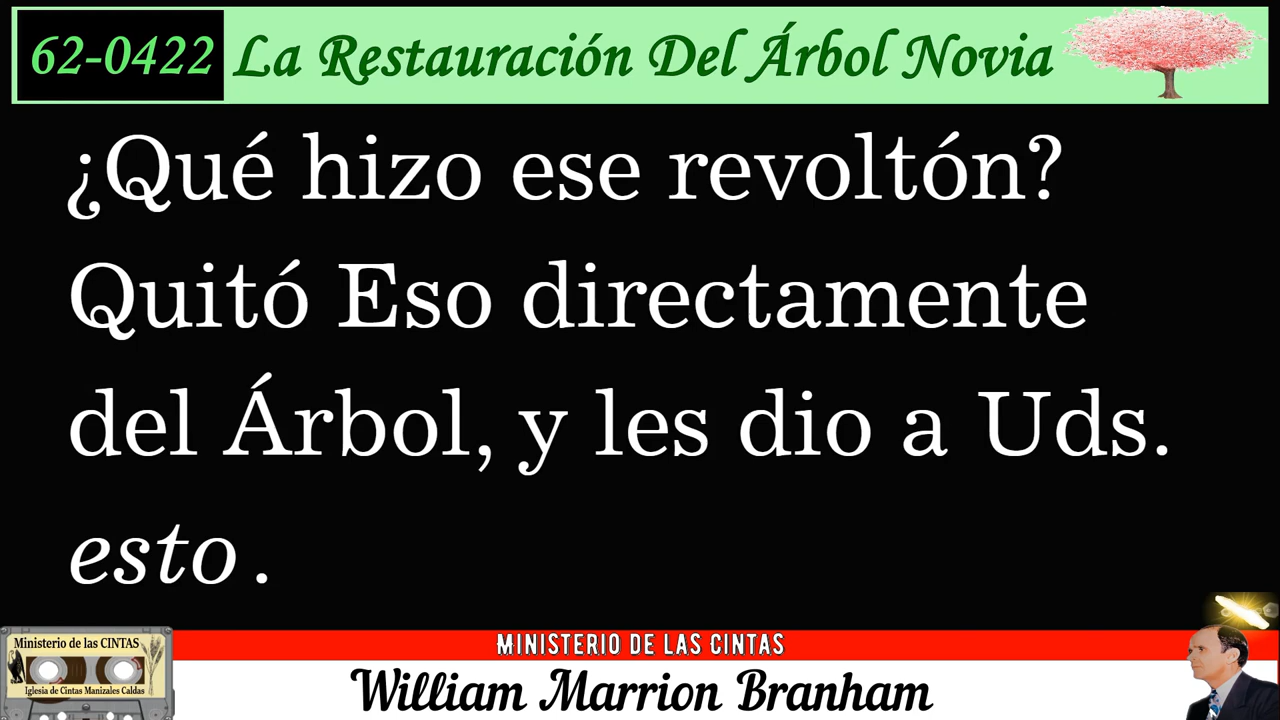 62-0422 La Restauración Del Árbol Novia
¿Qué hizo ese revoltón?
Quitó Eso directamente
del Árbol, y les dio a Uds.
esto .
Ministerio de las CINTAS
Iglesia de Cintas Manizales Caldas
MINISTERIO DE LAS CINTAS
William Marrion Branham